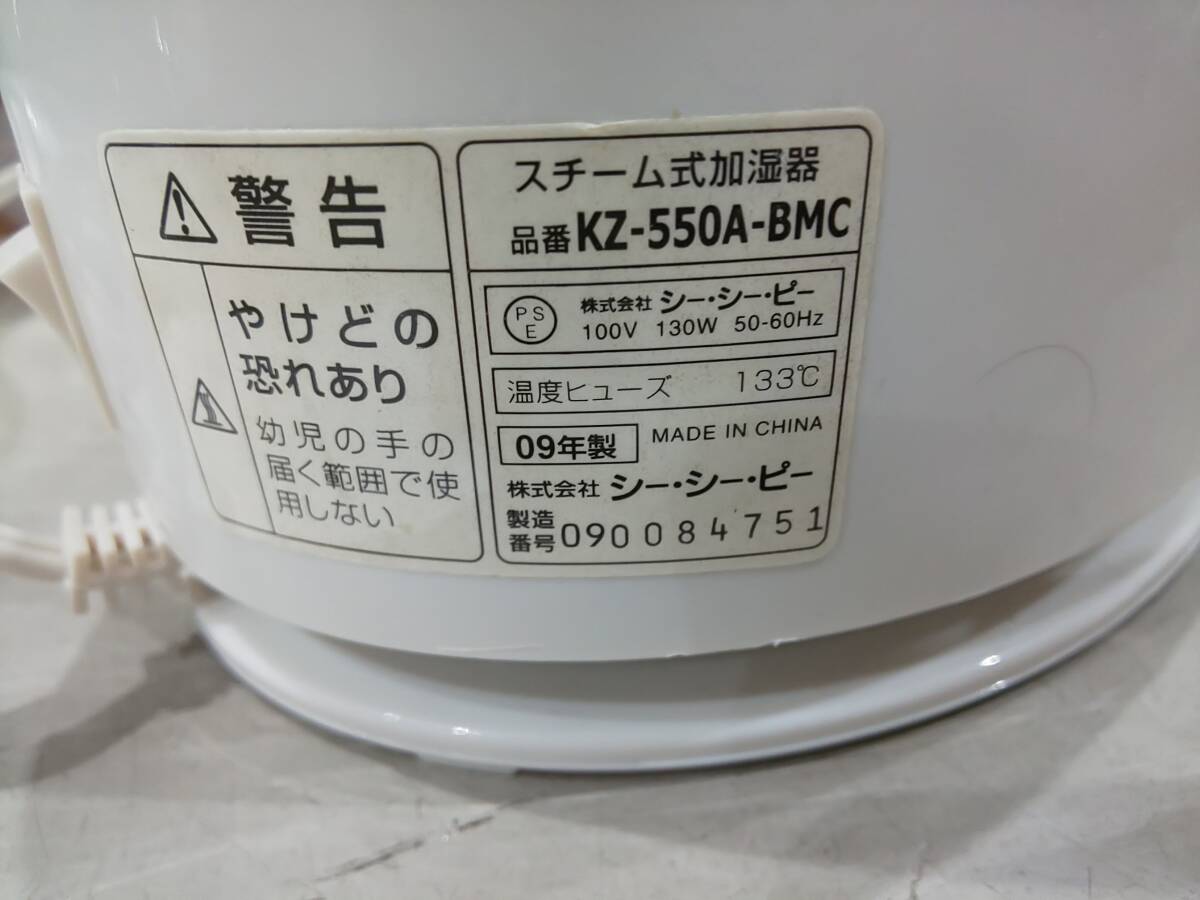 警告
やけどの
恐れあり
幼児の手の
届く範囲で使
用しない
スチーム式加湿器
品番 KZ-550A-BMC
PS
E
株式会社 シー・シー・ピー
100V 130W 50-60Hz
温度ヒューズ 133℃
09年製 MADE IN CHINA
株式会社 シー・シー・ピー
製造
番号 090084751